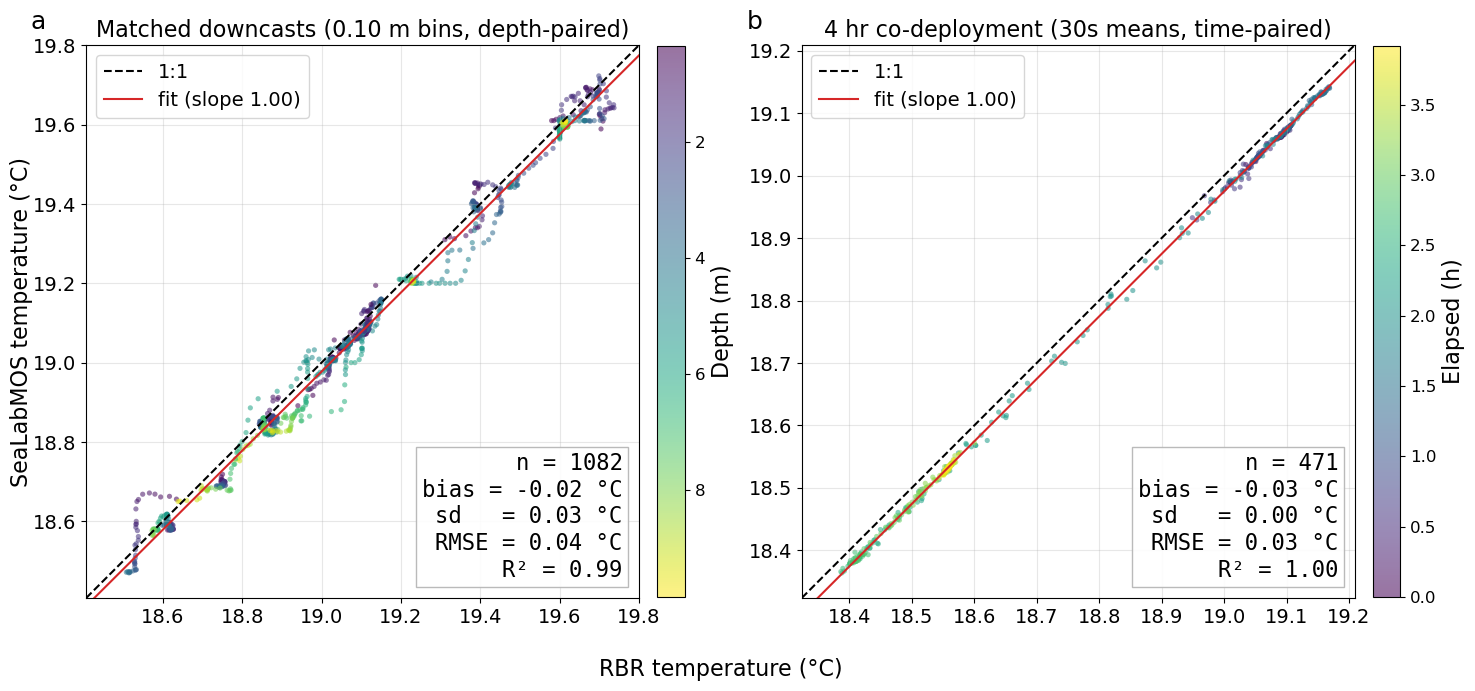 a
Matched downcasts (0.10 m bins, depth-paired)
1:1
fit (slope 1.00)
SeaLabMOS temperature (°C)
19.8
19.6
19.4
19.2
19.0
18.8
18.6
18.6
18.8
19.0
19.2
19.4
19.6
19.8
n = 1082
bias = -0.02 °C
sd = 0.03 °C
RMSE = 0.04 °C
R² = 0.99
2
4
6
8
Depth (m)
b
4 hr co-deployment (30s means, time-paired)
1:1
fit (slope 1.00)
19.2
19.1
19.0
18.9
18.8
18.7
18.6
18.5
18.4
18.4
18.5
18.6
18.7
18.8
18.9
19.0
19.1
19.2
n = 471
bias = -0.03 °C
sd = 0.00 °C
RMSE = 0.03 °C
R² = 1.00
3.5
3.0
2.5
2.0
1.5
1.0
0.5
0.0
Elapsed (h)
RBR temperature (°C)